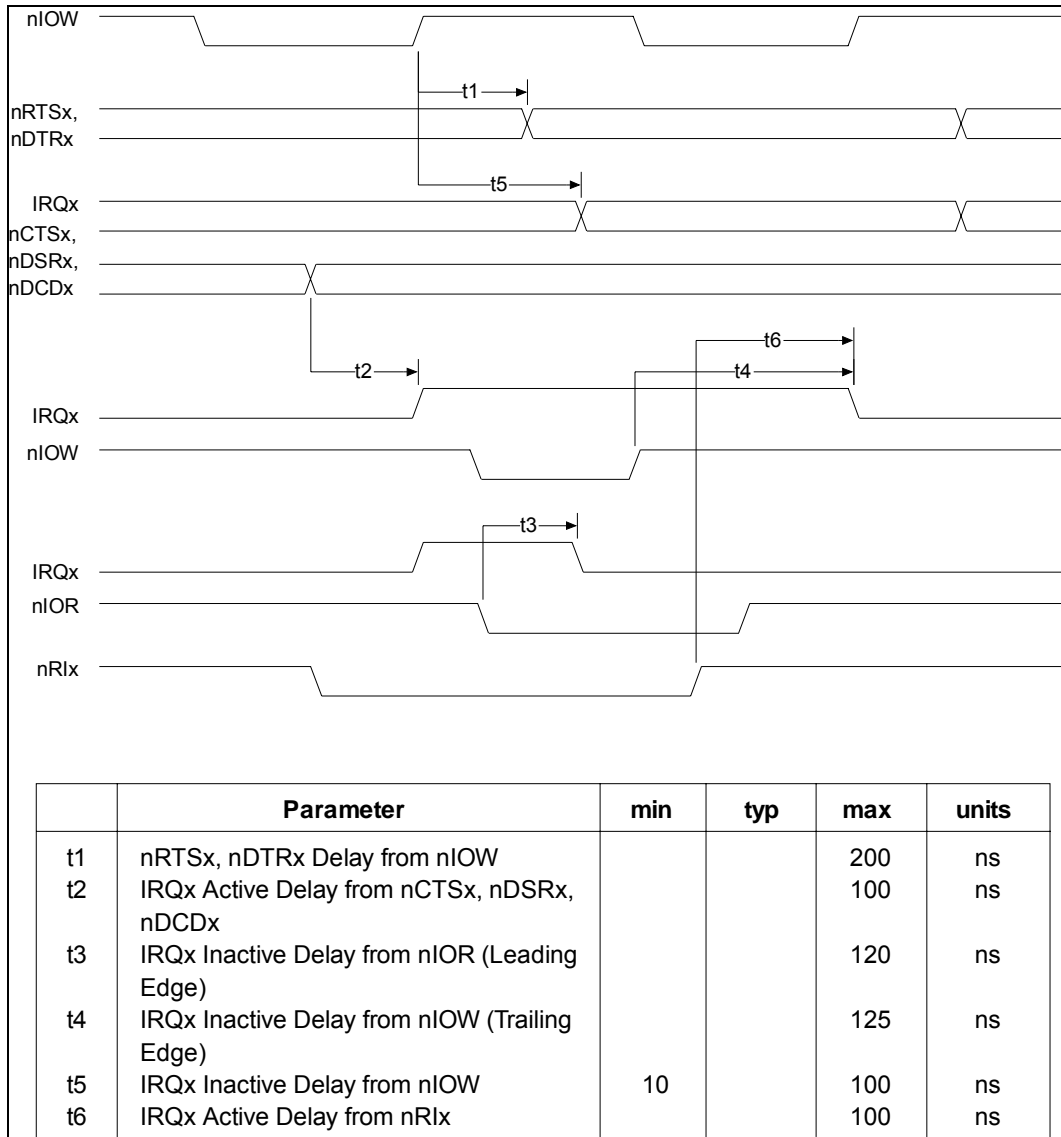 nIOW
t1
nRTSx,
nDTRx
t5
IRQx
nCTSx,
nDSRx,
nDCDx
t6
t2
t4
IRQx
nIOW
t3
IRQx
nIOR
nRIx
Parameter min typ max units
t1 nRTSx, nDTRx Delay from nIOW 200 ns
t2 IRQx Active Delay from nCTSx, nDSRx, 100 ns
nDCDx
t3 IRQx Inactive Delay from nIOR (Leading 120 ns
Edge)
t4 IRQx Inactive Delay from nIOW (Trailing 125 ns
Edge)
t5 IRQx Inactive Delay from nIOW 10 100 ns
t6 IRQx Active Delay from nRIx 100 ns